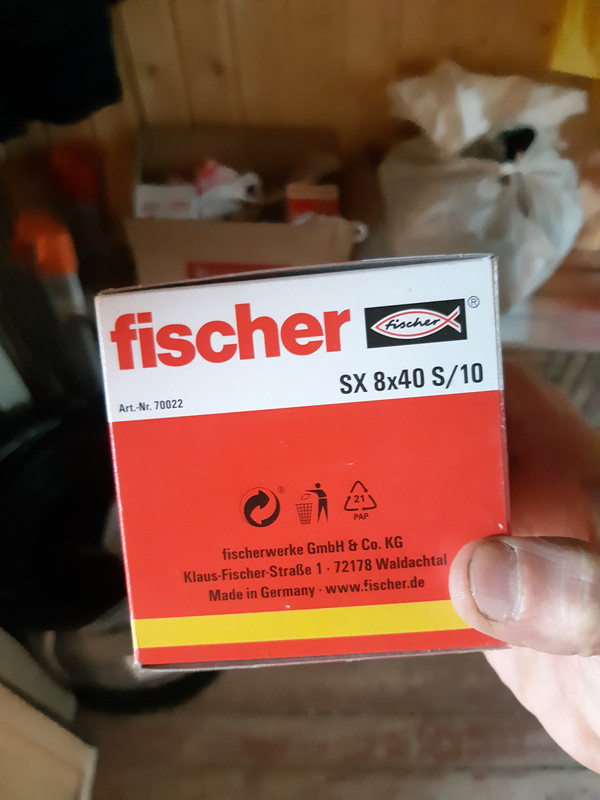 fischer
fischer ®
SX 8x40 S/10
Art.-Nr. 70022
®
21
PAP
fischerwerke GmbH & Co. KG
Klaus-Fischer-Straße 1 · 72178 Waldachtal
Made in Germany · www.fischer.de